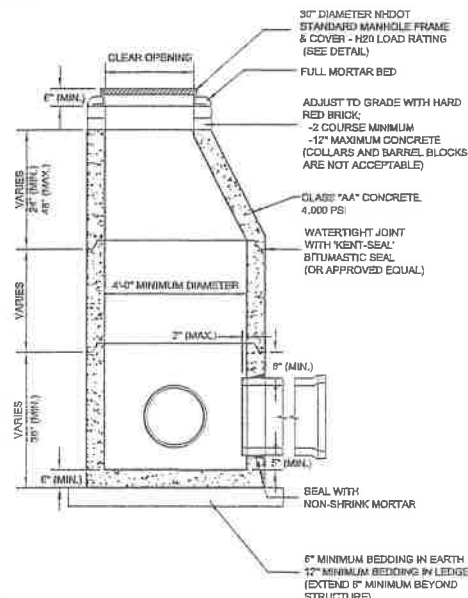 30" DIAMETER NHDOT
STANDARD MANHOLE FRAME
& COVER - H20 LOAD RATING
(SEE DETAIL)
CLEAR OPENING
FULL MORTAR BED
6" (MIN.)
ADJUST TO GRADE WITH HARD
RED BRICK;
-2 COURSE MINIMUM
-12" MAXIMUM CONCRETE
(COLLARS AND BARREL BLOCKS
ARE NOT ACCEPTABLE)
VARIES
24" (MIN.)
48" (MAX.)
CLASS "AA" CONCRETE,
4,000 PSI
WATERTIGHT JOINT
WITH 'KENT-SEAL'
BITUMASTIC SEAL
(OR APPROVED EQUAL)
VARIES
4'-0" MINIMUM DIAMETER
2" (MAX.)
6" (MIN.)
VARIES
36" (MIN.)
6" (MIN.)
5" (MIN.)
SEAL WITH
NON-SHRINK MORTAR
6" MINIMUM BEDDING IN EARTH
12" MINIMUM BEDDING IN LEDGE
(EXTEND 6" MINIMUM BEYOND
STRUCTURE)